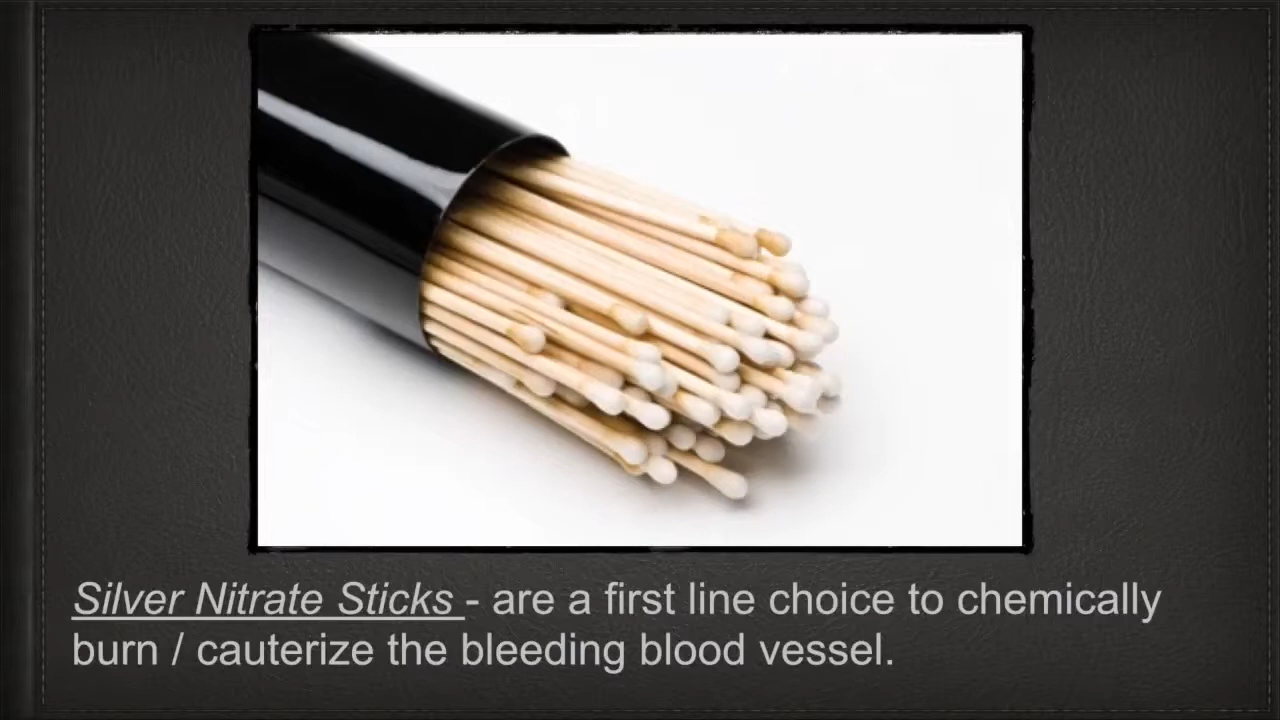 Silver Nitrate Sticks - are a first line choice to chemically
burn / cauterize the bleeding blood vessel.